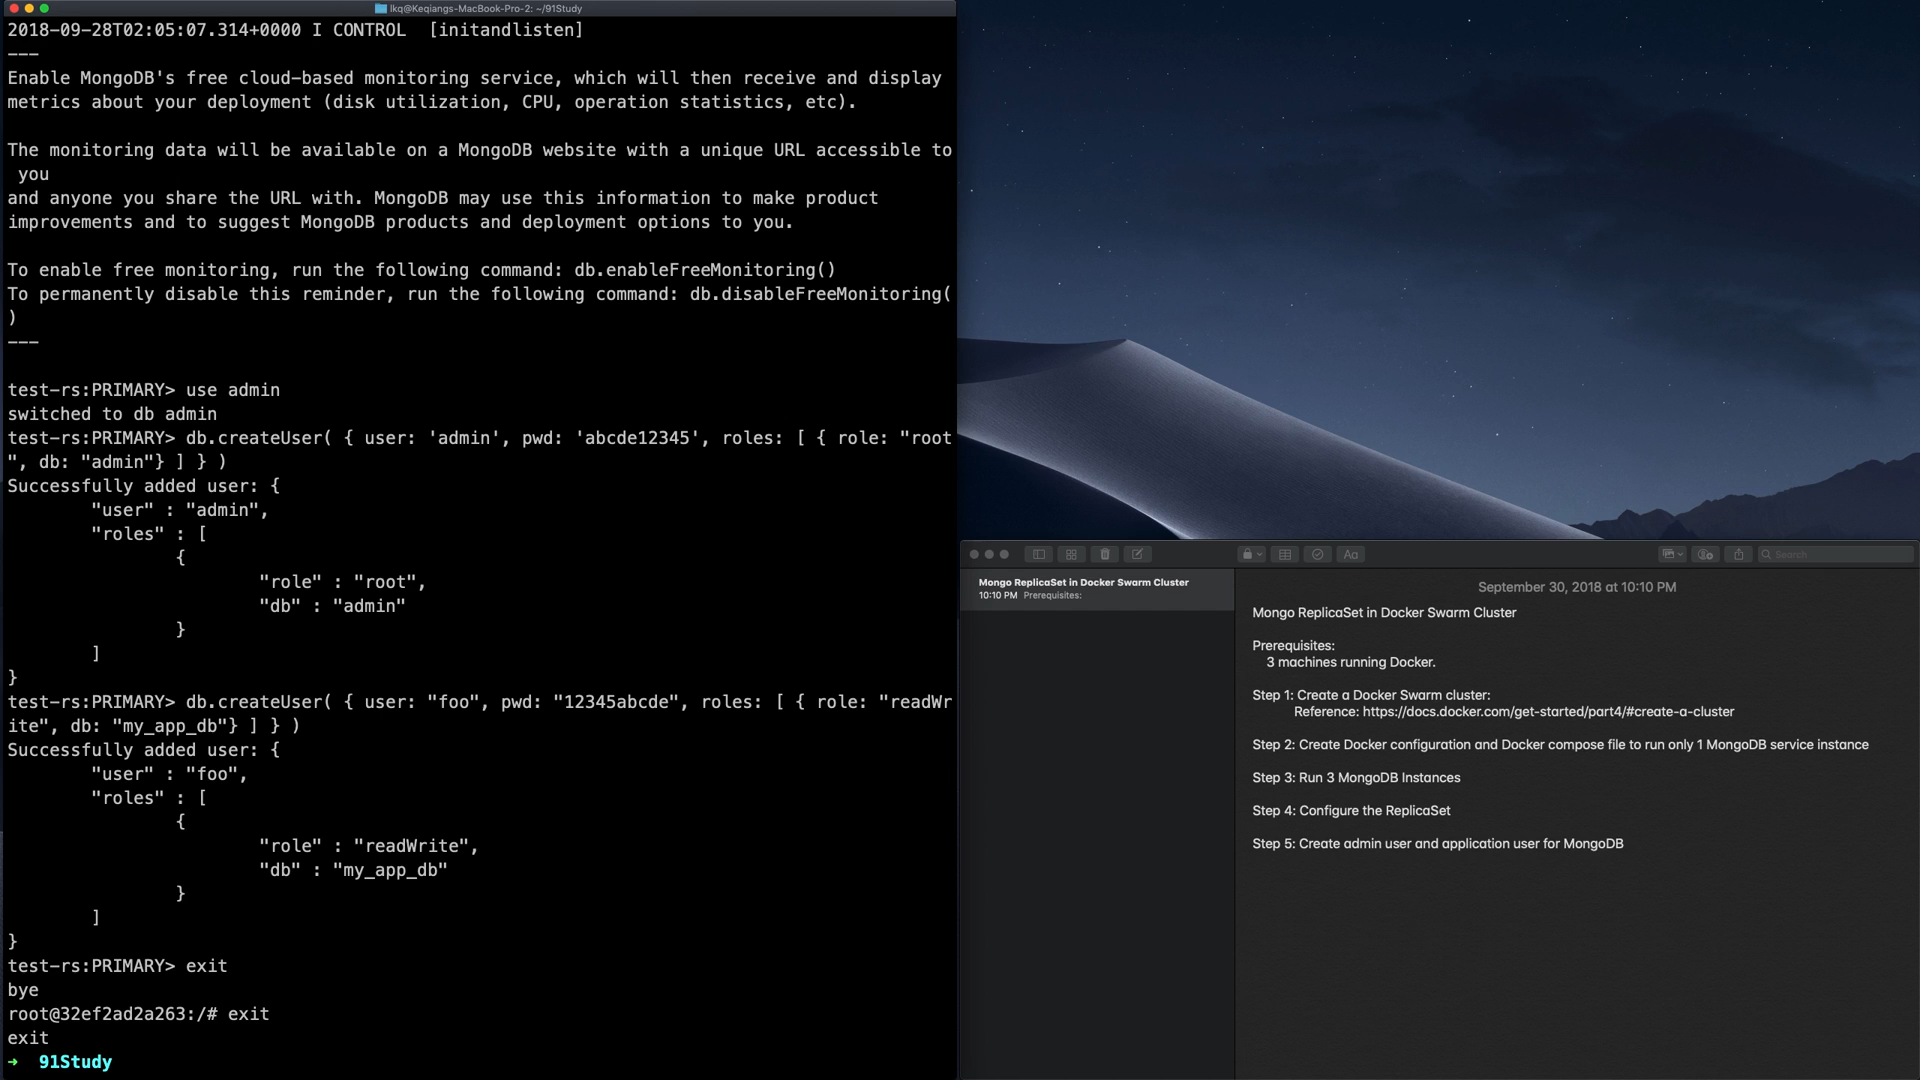 lkq@Keqiangs-MacBook-Pro-2: ~/91Study
2018-09-28T02:05:07.314+0000 I CONTROL  [initandlisten]
---
Enable MongoDB's free cloud-based monitoring service, which will then receive and display
metrics about your deployment (disk utilization, CPU, operation statistics, etc).
The monitoring data will be available on a MongoDB website with a unique URL accessible to
 you
and anyone you share the URL with. MongoDB may use this information to make product
improvements and to suggest MongoDB products and deployment options to you.
To enable free monitoring, run the following command: db.enableFreeMonitoring()
To permanently disable this reminder, run the following command: db.disableFreeMonitoring(
)
---
test-rs:PRIMARY> use admin
switched to db admin
test-rs:PRIMARY> db.createUser( { user: 'admin', pwd: 'abcde12345', roles: [ { role: "root
", db: "admin"} ] } )
Successfully added user: {
        "user" : "admin",
        "roles" : [
                {
                        "role" : "root",
                        "db" : "admin"
                }
        ]
}
test-rs:PRIMARY> db.createUser( { user: "foo", pwd: "12345abcde", roles: [ { role: "readWr
ite", db: "my_app_db"} ] } )
Successfully added user: {
        "user" : "foo",
        "roles" : [
                {
                        "role" : "readWrite",
                        "db" : "my_app_db"
                }
        ]
}
test-rs:PRIMARY> exit
bye
root@32ef2ad2a263:/# exit
exit
➜  91Study
Aa
Search
Mongo ReplicaSet in Docker Swarm Cluster
10:10 PM  Prerequisites:
September 30, 2018 at 10:10 PM
Mongo ReplicaSet in Docker Swarm Cluster
Prerequisites:
3 machines running Docker.
Step 1: Create a Docker Swarm cluster:
Reference: https://docs.docker.com/get-started/part4/#create-a-cluster
Step 2: Create Docker configuration and Docker compose file to run only 1 MongoDB service instance
Step 3: Run 3 MongoDB Instances
Step 4: Configure the ReplicaSet
Step 5: Create admin user and application user for MongoDB